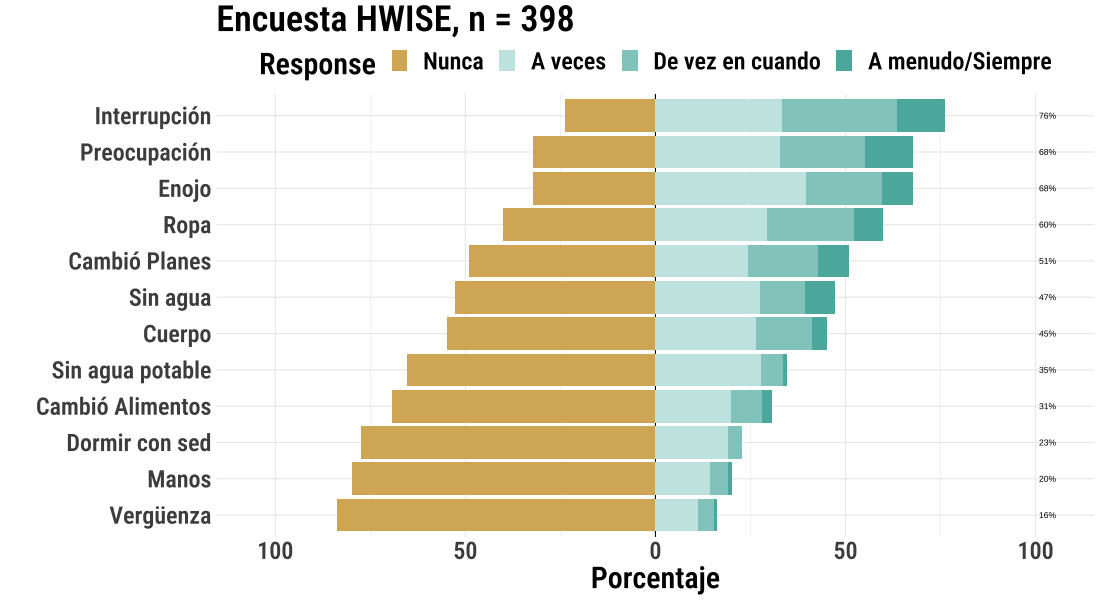 Encuesta HWISE, n = 398
Response Nunca A veces De vez en cuando A menudo/Siempre
Interrupción 76%
Preocupación 68%
Enojo 68%
Ropa 60%
Cambió Planes 51%
Sin agua 47%
Cuerpo 45%
Sin agua potable 35%
Cambió Alimentos 31%
Dormir con sed 23%
Manos 20%
Vergüenza 16%
100 50 0 50 100
Porcentaje